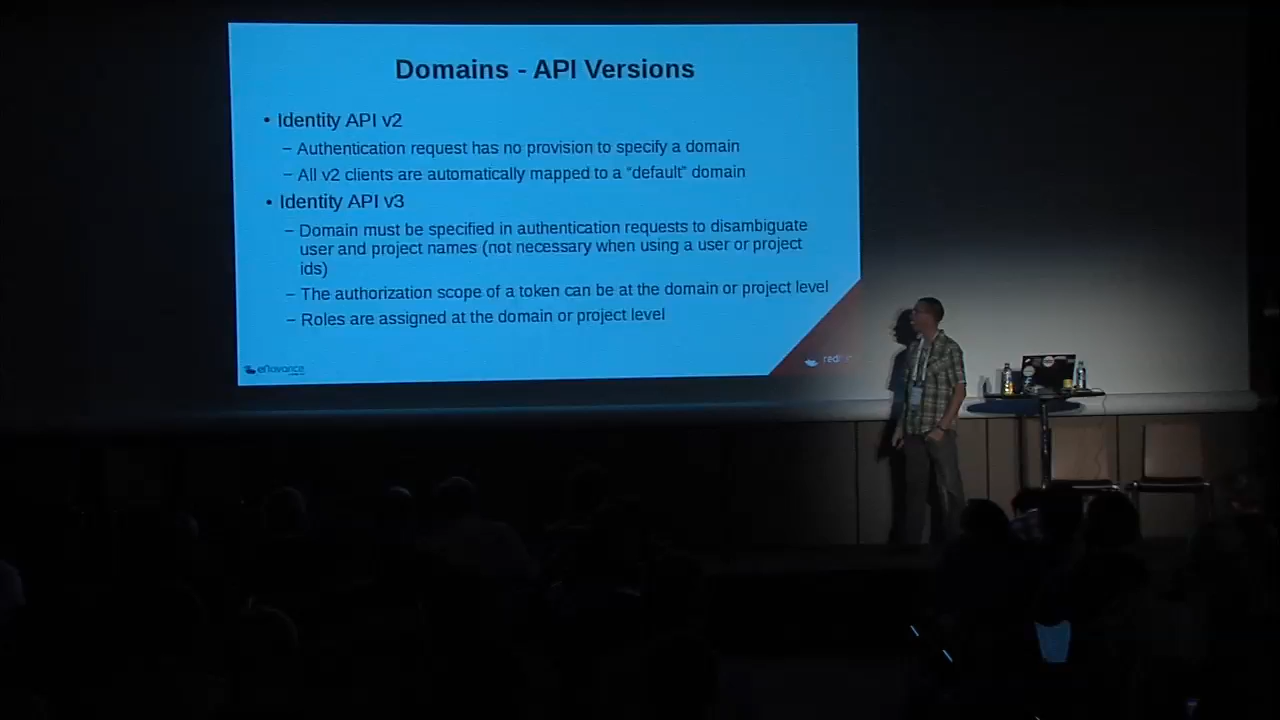 Domains - API Versions
• Identity API v2
– Authentication request has no provision to specify a domain
– All v2 clients are automatically mapped to a "default" domain
• Identity API v3
– Domain must be specified in authentication requests to disambiguate
user and project names (not necessary when using a user or project
ids)
– The authorization scope of a token can be at the domain or project level
– Roles are assigned at the domain or project level
eNovance